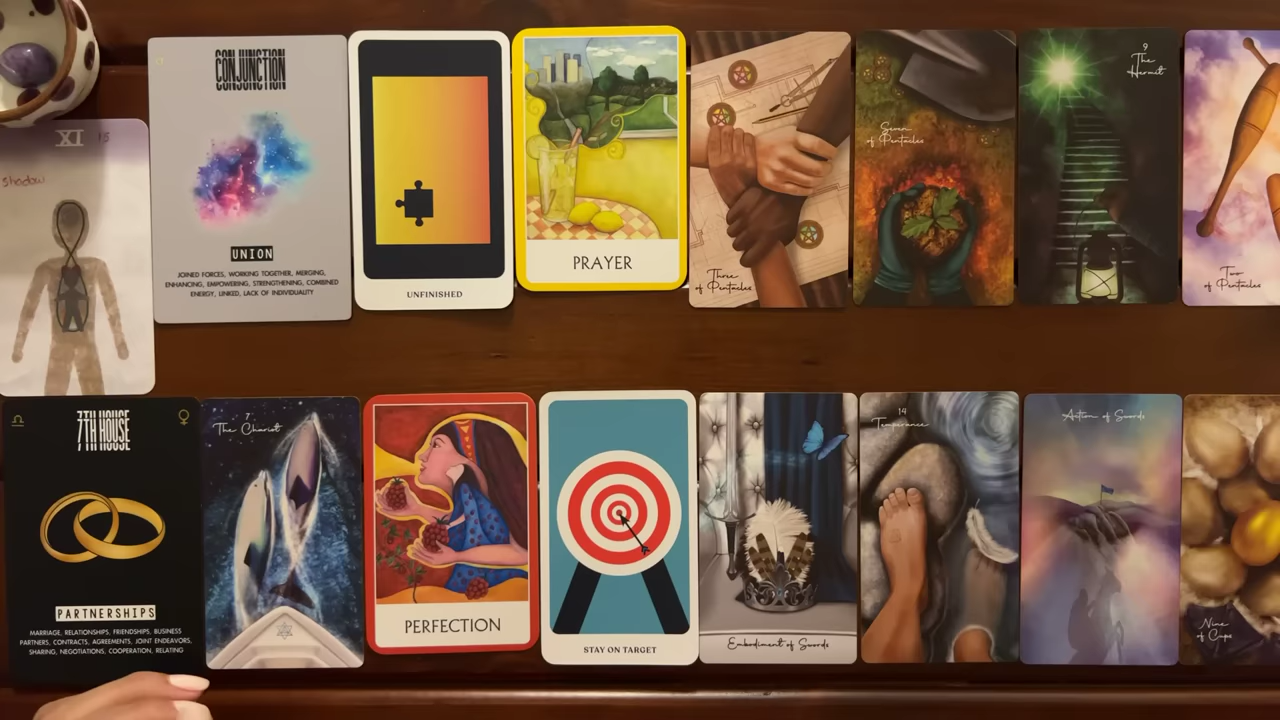 XI 15
shadow
CONJUNCTION
UNION
JOINED FORCES, WORKING TOGETHER, MERGING,
ENHANCING, EMPOWERING, STRENGTHENING, COMBINED
ENERGY, LINKED, LACK OF INDIVIDUALITY
UNFINISHED
PRAYER
Three
of Pentacles
Seven
of Pentacles
9
The
Hermit
Two
of Pentacles
7TH HOUSE
PARTNERSHIPS
MARRIAGE, RELATIONSHIPS, FRIENDSHIPS, BUSINESS
PARTNERS, CONTRACTS, AGREEMENTS, JOINT ENDEAVORS,
SHARING, NEGOTIATIONS, COOPERATION, RELATING
7
The Chariot
PERFECTION
STAY ON TARGET
Embodiment of Swords
14
Temperance
Action of Swords
Nine
of Cups